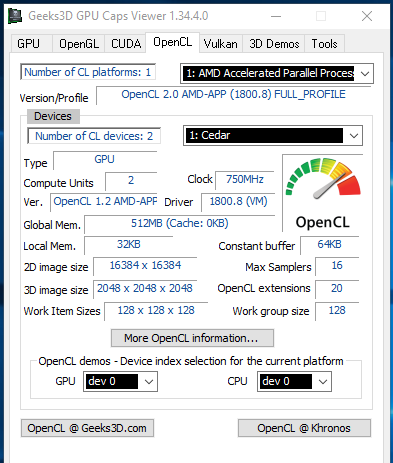 Geeks3D GPU Caps Viewer 1.34.4.0
GPU OpenGL CUDA OpenCL Vulkan 3D Demos Tools
Number of CL platforms: 1 1: AMD Accelerated Parallel Process
Version/Profile OpenCL 2.0 AMD-APP (1800.8) FULL_PROFILE
Devices
Number of CL devices: 2 1: Cedar
Type GPU
Compute Units 2 Clock 750MHz
Ver. OpenCL 1.2 AMD-APP Driver 1800.8 (VM)
OpenCL
Global Mem. 512MB (Cache: 0KB)
Local Mem. 32KB Constant buffer 64KB
2D image size 16384 x 16384 Max Samplers 16
3D image size 2048 x 2048 x 2048 OpenCL extensions 20
Work Item Sizes 128 x 128 x 128 Work group size 128
More OpenCL information...
OpenCL demos - Device index selection for the current platform
GPU dev 0 CPU dev 0
OpenCL @ Geeks3D.com OpenCL @ Khronos